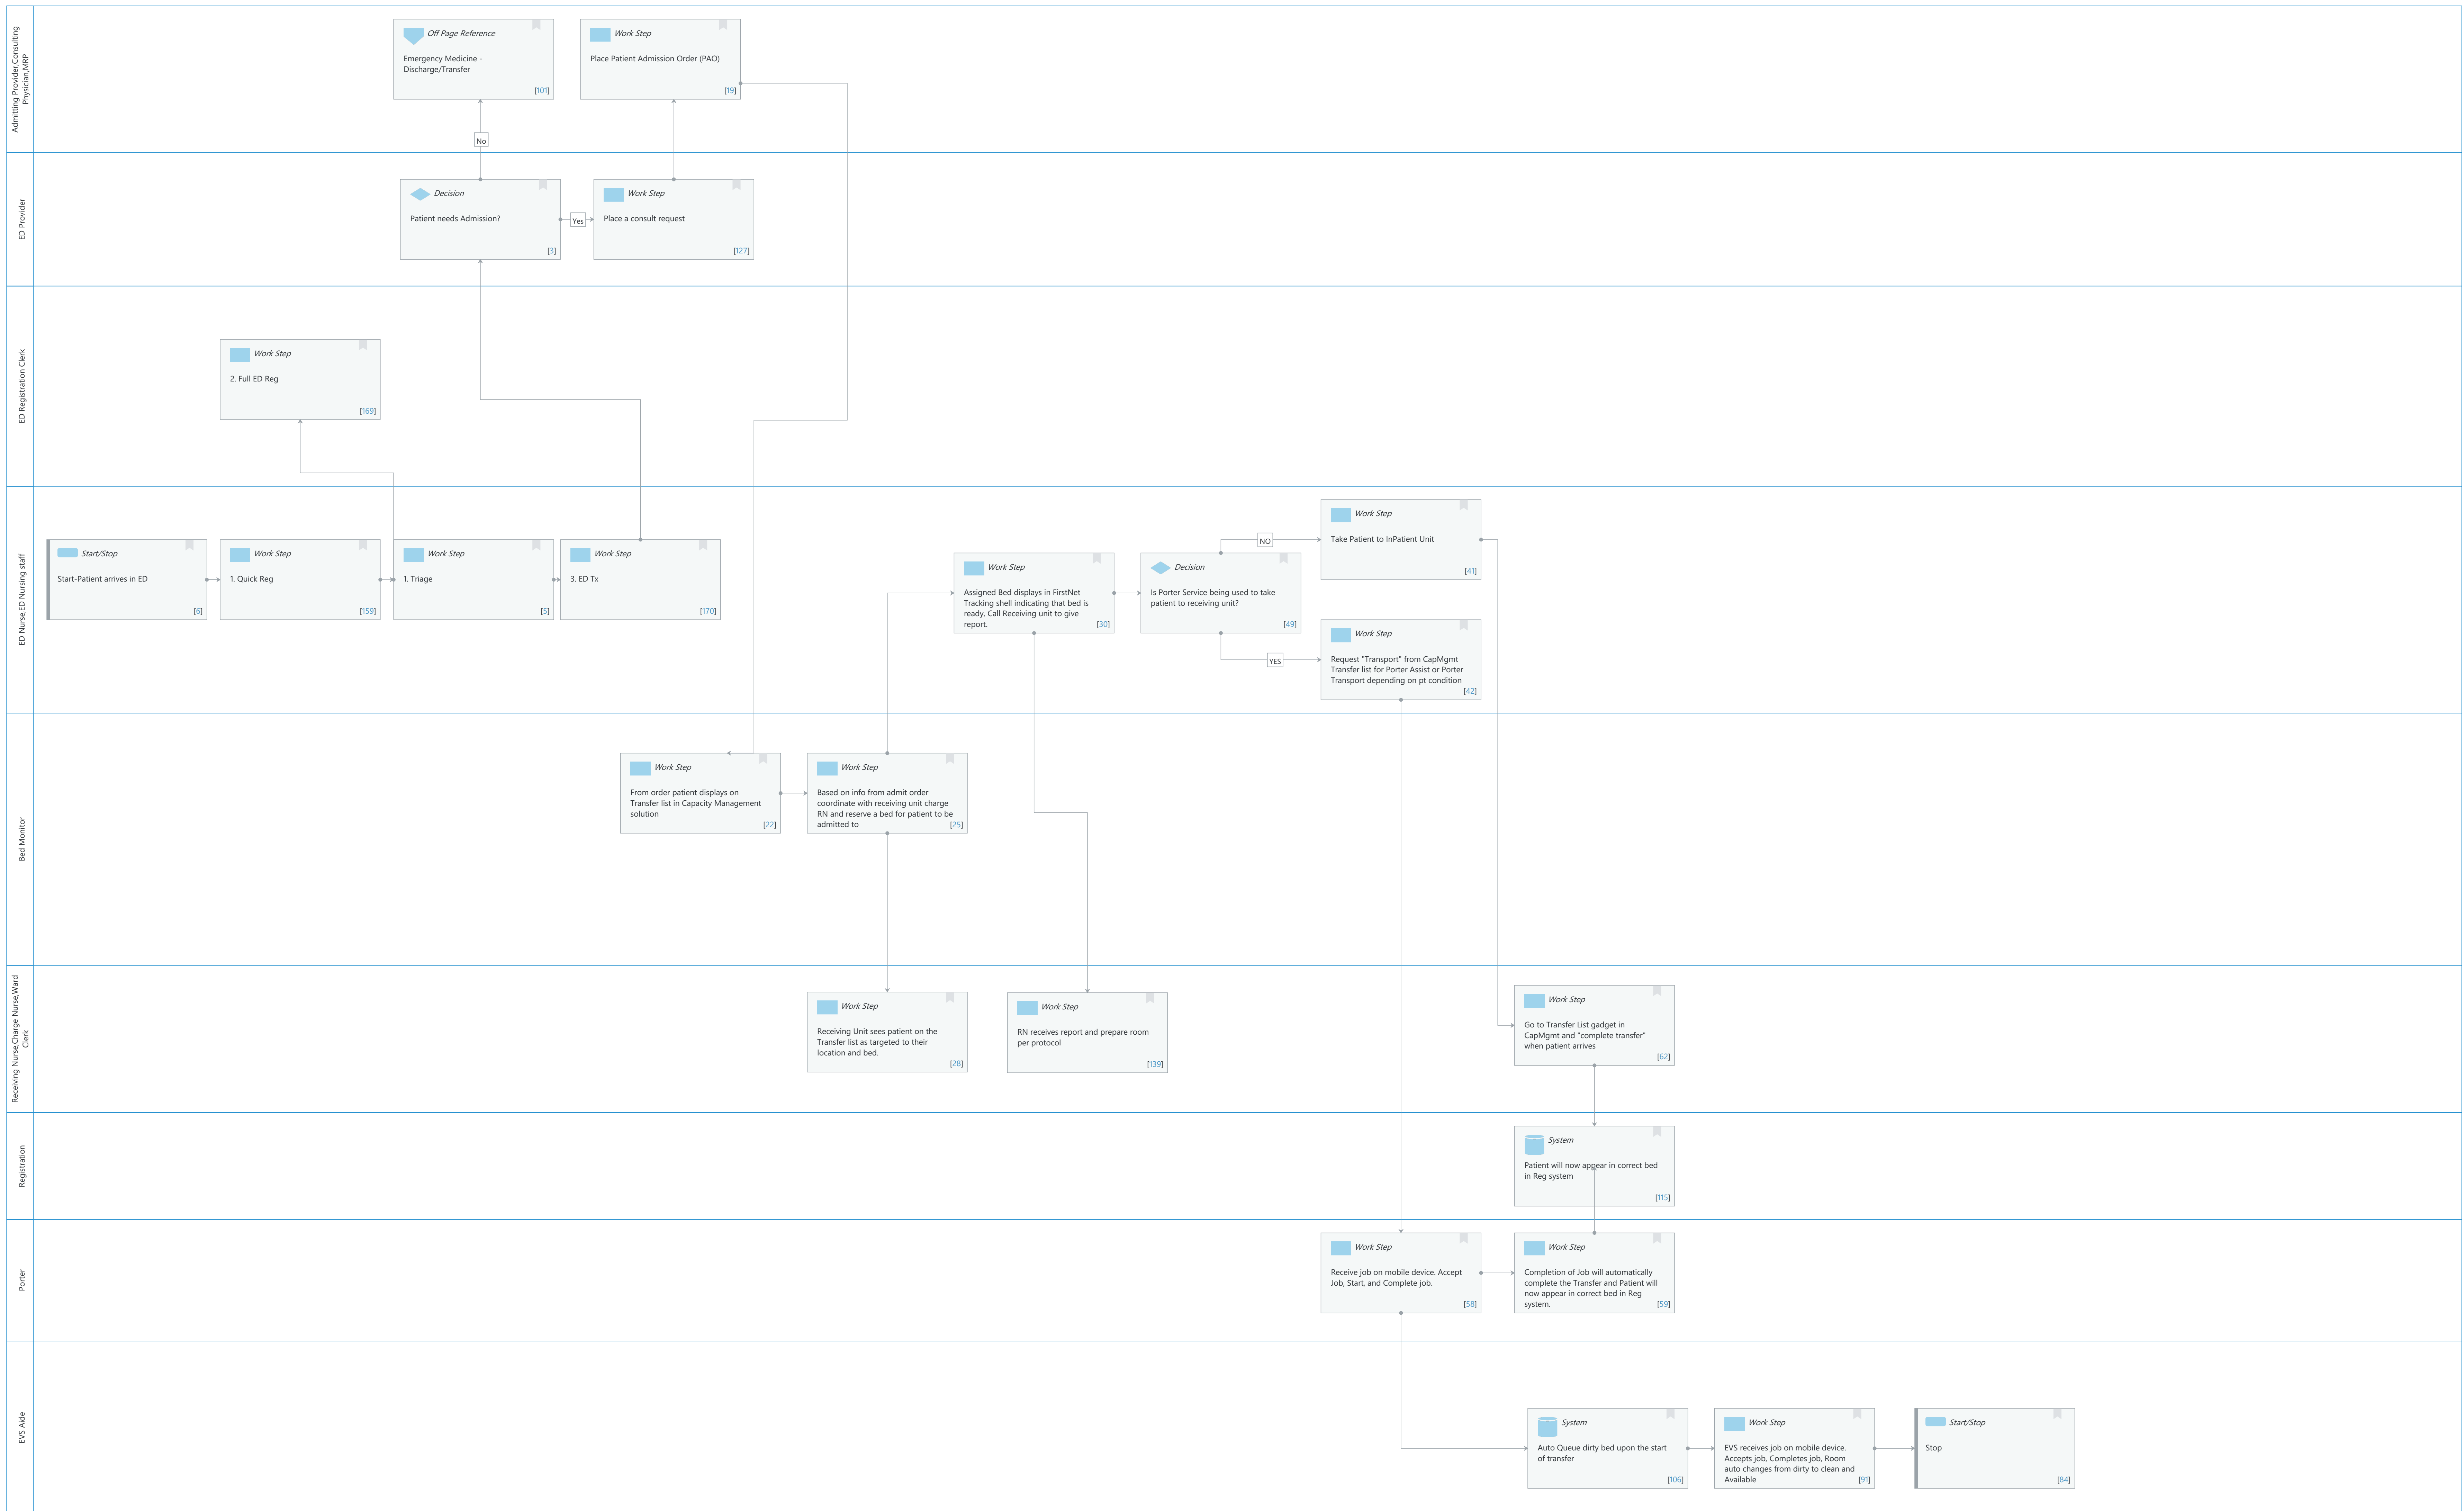 Admitting Provider,Consulting
Physician,MRP
Off Page Reference
Emergency Medicine -
Discharge/Transfer
[101]
Work Step
Place Patient Admission Order (PAO)
[19]
No
ED Provider
Decision
Patient needs Admission?
[3]
Yes
Work Step
Place a consult request
[127]
ED Registration Clerk
Work Step
2. Full ED Reg
[169]
ED Nurse,ED Nursing staff
Start/Stop
Start-Patient arrives in ED
[6]
Work Step
1. Quick Reg
[159]
Work Step
1. Triage
[5]
Work Step
3. ED Tx
[170]
Work Step
Assigned Bed displays in FirstNet
Tracking shell indicating that bed is
ready, Call Receiving unit to give
report.
[30]
Decision
Is Porter Service being used to take
patient to receiving unit?
[49]
NO
Work Step
Take Patient to InPatient Unit
[41]
YES
Work Step
Request "Transport" from CapMgmt
Transfer list for Porter Assist or Porter
Transport depending on pt condition
[42]
Bed Monitor
Work Step
From order patient displays on
Transfer list in Capacity Management
solution
[22]
Work Step
Based on info from admit order
coordinate with receiving unit charge
RN and reserve a bed for patient to be
admitted to
[25]
Receiving Nurse,Charge Nurse,Ward
Clerk
Work Step
Receiving Unit sees patient on the
Transfer list as targeted to their
location and bed.
[28]
Work Step
RN receives report and prepare room
per protocol
[139]
Work Step
Go to Transfer List gadget in
CapMgmt and "complete transfer"
when patient arrives
[62]
Registration
System
Patient will now appear in correct bed
in Reg system
[115]
Porter
Work Step
Receive job on mobile device. Accept
Job, Start, and Complete job.
[58]
Work Step
Completion of Job will automatically
complete the Transfer and Patient will
now appear in correct bed in Reg
system.
[59]
EVS Aide
System
Auto Queue dirty bed upon the start
of transfer
[106]
Work Step
EVS receives job on mobile device.
Accepts job, Completes job, Room
auto changes from dirty to clean and
Available
[91]
Start/Stop
Stop
[84]